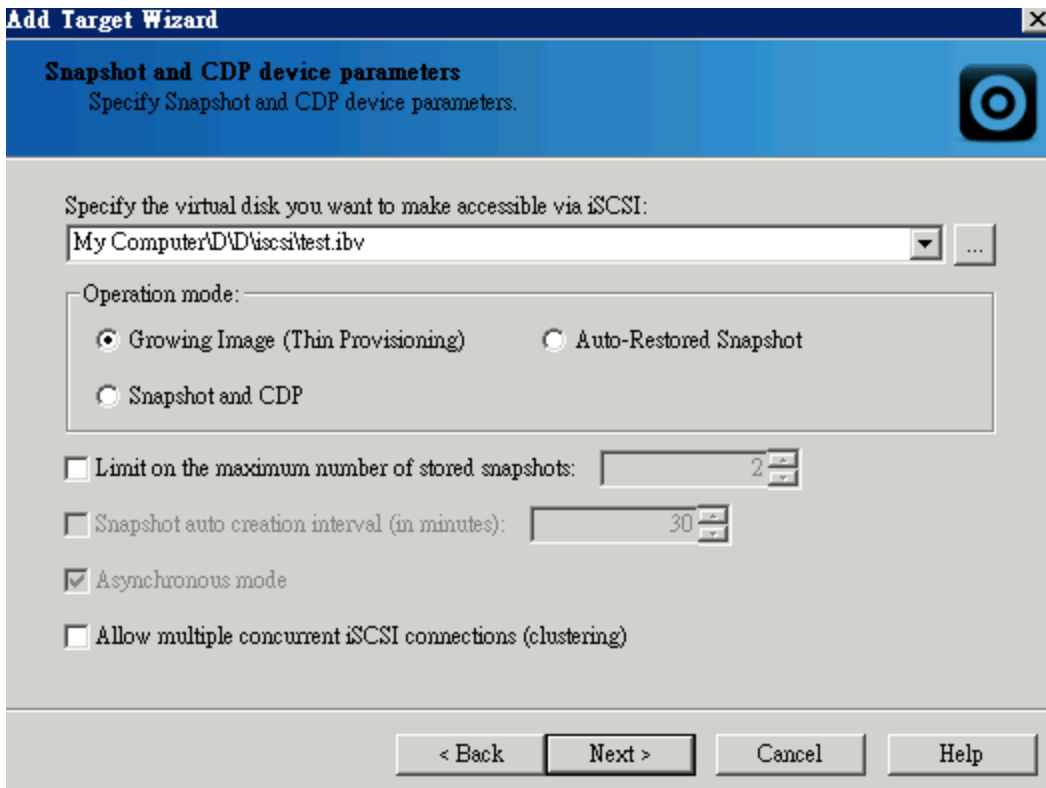 Add Target Wizard
Snapshot and CDP device parameters
Specify Snapshot and CDP device parameters.
Specify the virtual disk you want to make accessible via iSCSI:
My Computer\D\D\iscsi\test.ibv
...
Operation mode:
Growing Image (Thin Provisioning) Auto-Restored Snapshot
Snapshot and CDP
Limit on the maximum number of stored snapshots: 2
Snapshot auto creation interval (in minutes): 30
Asynchronous mode
Allow multiple concurrent iSCSI connections (clustering)
< Back Next > Cancel Help